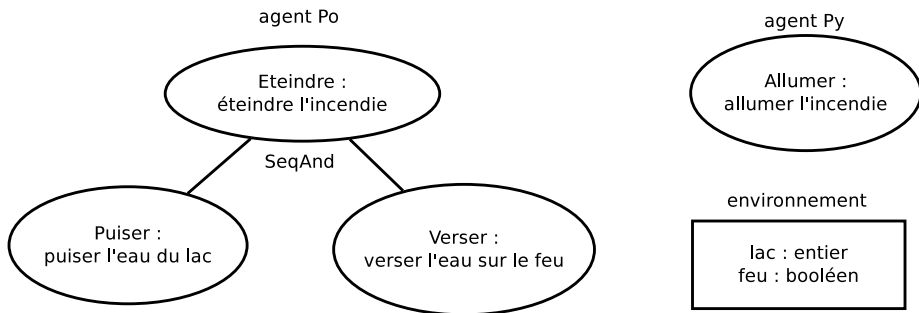 agent Po
Eteindre :
éteindre l'incendie
SeqAnd
Puiser :
puiser l'eau du lac
Verser :
verser l'eau sur le feu
agent Py
Allumer :
allumer l'incendie
environnement
lac : entier
feu : booléen